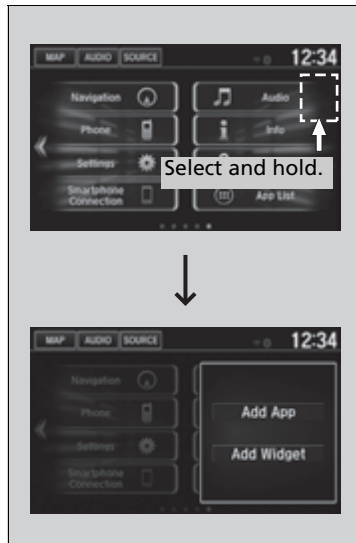 MAP AUDIO SOURCE 12:34
Navigation Audio
Phone Info
Settings
Select and hold.
Smartphone
Connection App List
MAP AUDIO SOURCE 12:34
Navigation
Phone Add App
Settings Add Widget
Smartphone
Connection